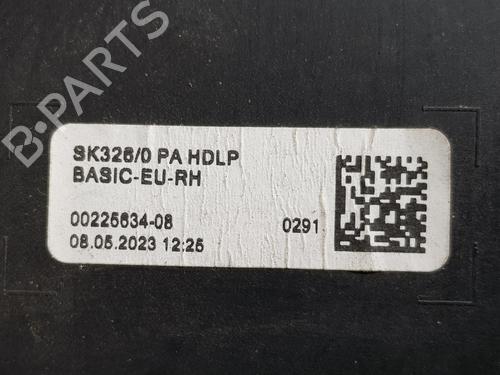 B-PARTS
SK326/0 PA HDLP
BASIC-EU-RH
00225634-08 0291
08.05.2023 12:25